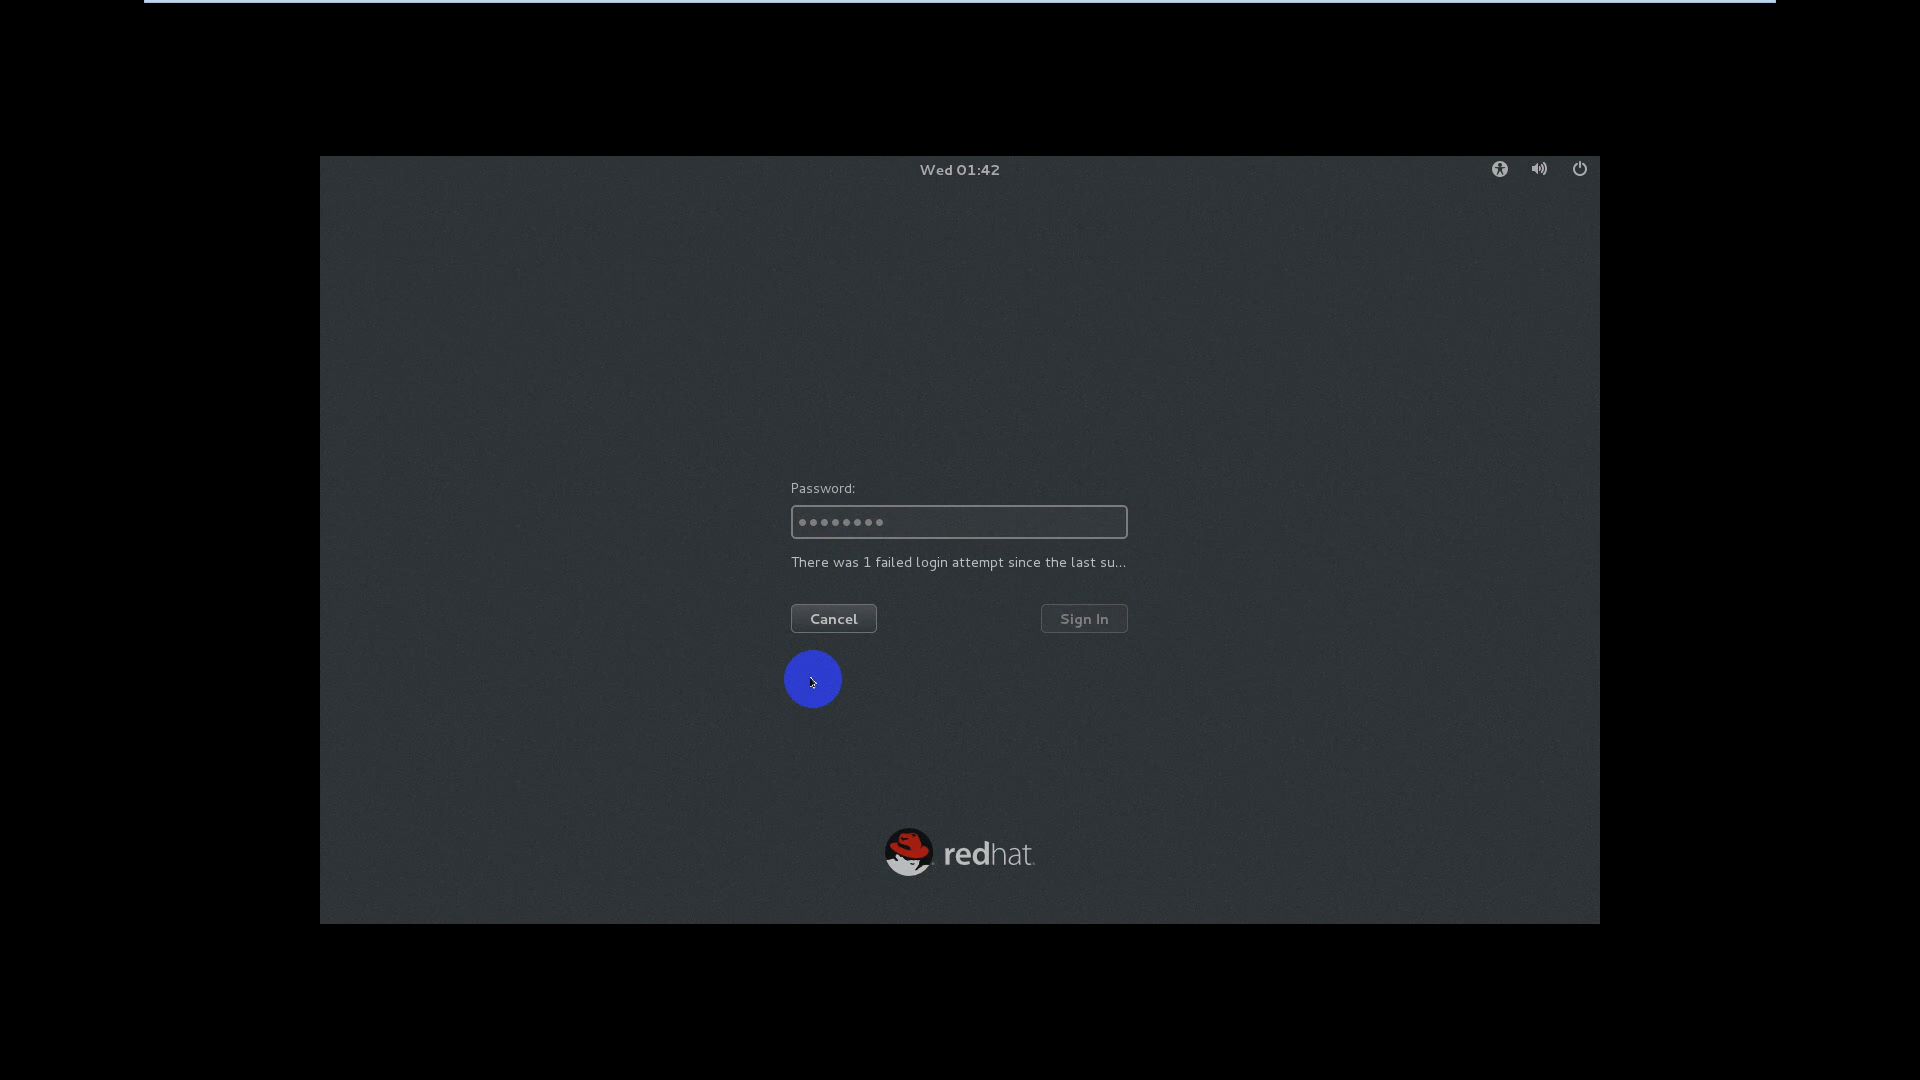 Wed 01:42
Password:
There was 1 failed login attempt since the last su...
Cancel
Sign In
redhat.